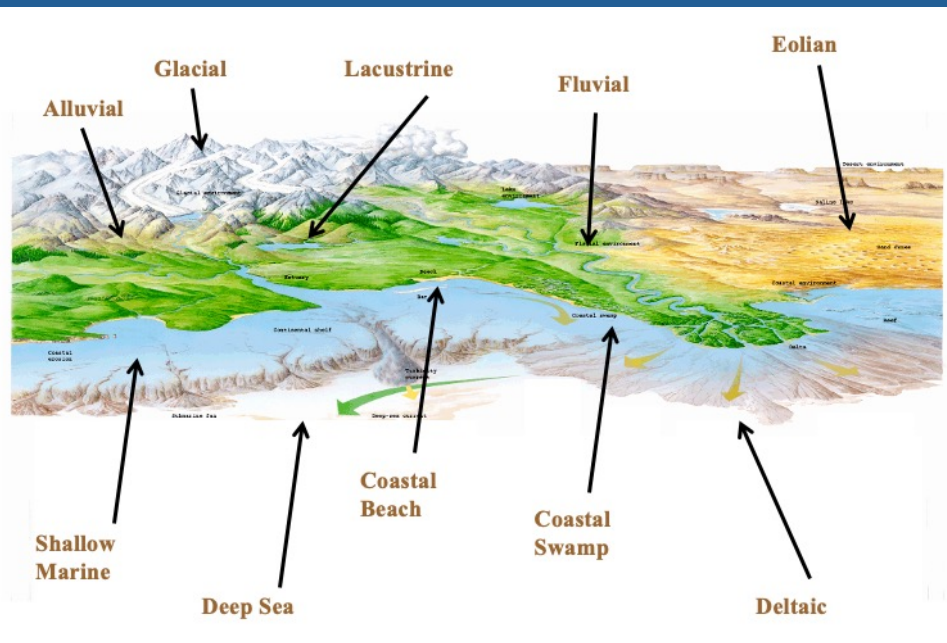 Eolian
Glacial
Lacustrine
Fluvial
Alluvial
Desert environment
Glacial environment
Lake
environment
Sand dunes
Fluvial environment
Estuary
Beach
Coastal environment
Bar
Coastal swamp
Reef
Continental shelf
Delta
Coastal
erosion
Turbidity
current
Submarine fan
Deep-sea current
Coastal
Beach
Coastal
Swamp
Shallow
Marine
Deep Sea
Deltaic